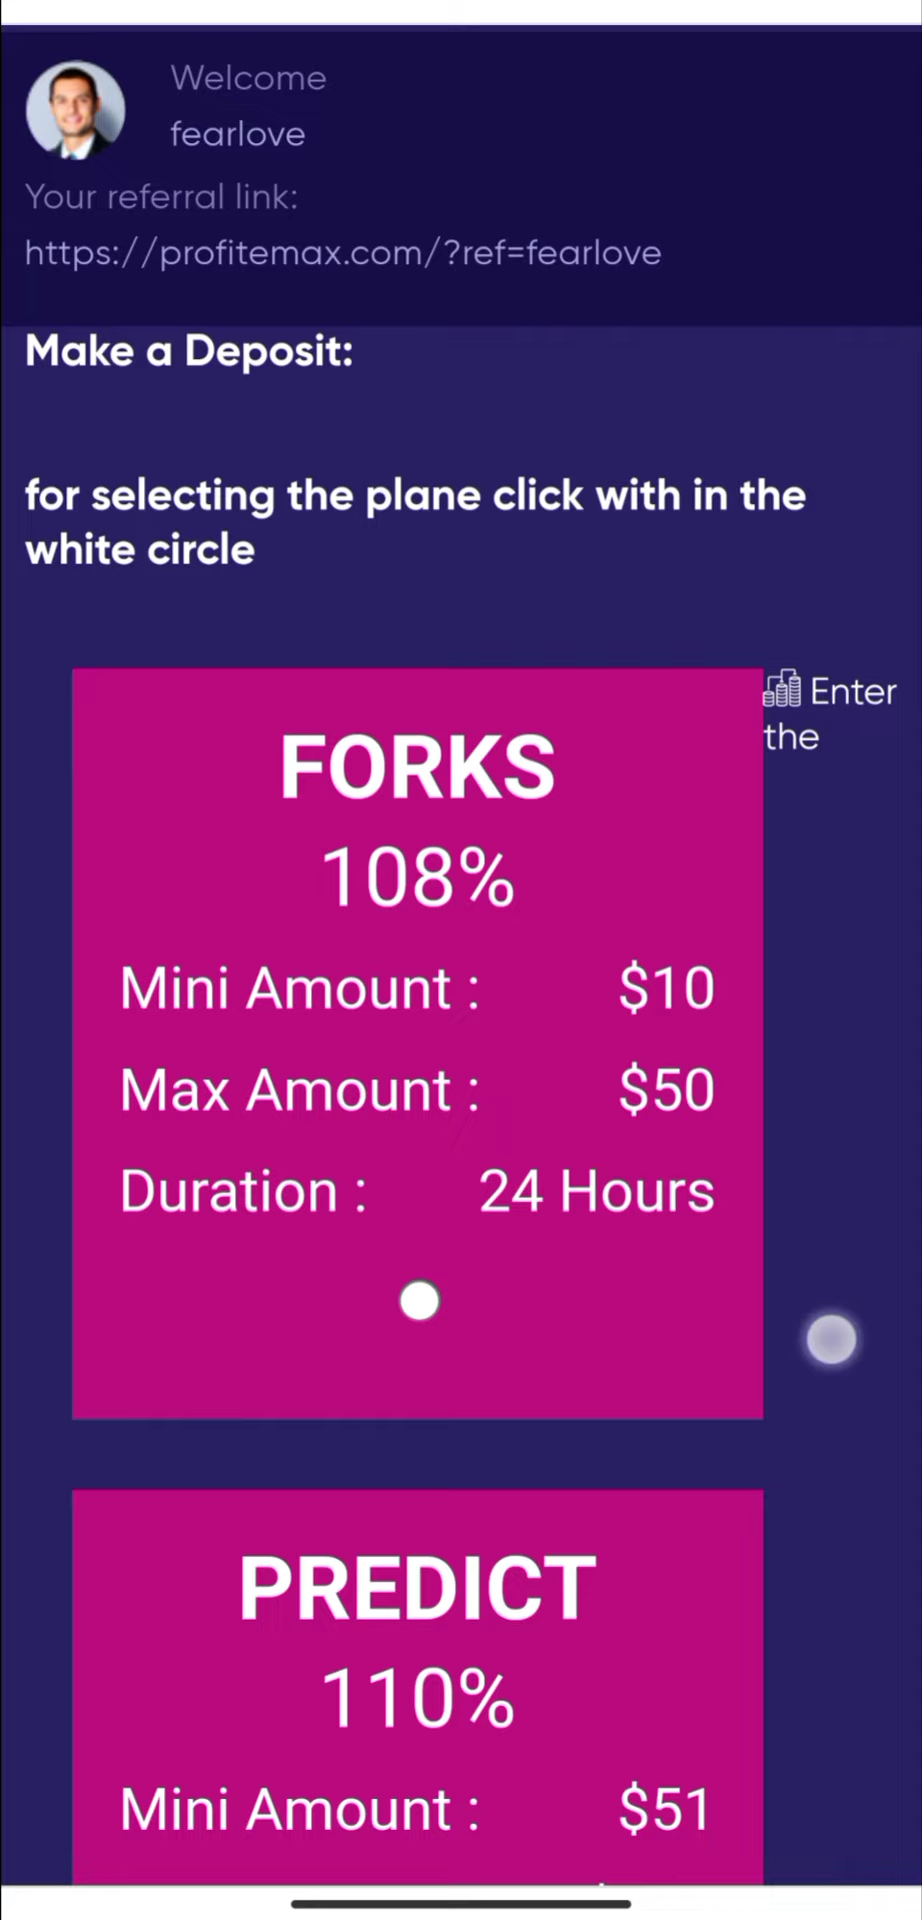 Welcome
fearlove
Your referral link:
https://profitemax.com/?ref=fearlove
Make a Deposit:
for selecting the plane click with in the
white circle
Enter
the
FORKS
108%
Mini Amount : $10
Max Amount : $50
Duration : 24 Hours
PREDICT
110%
Mini Amount : $51